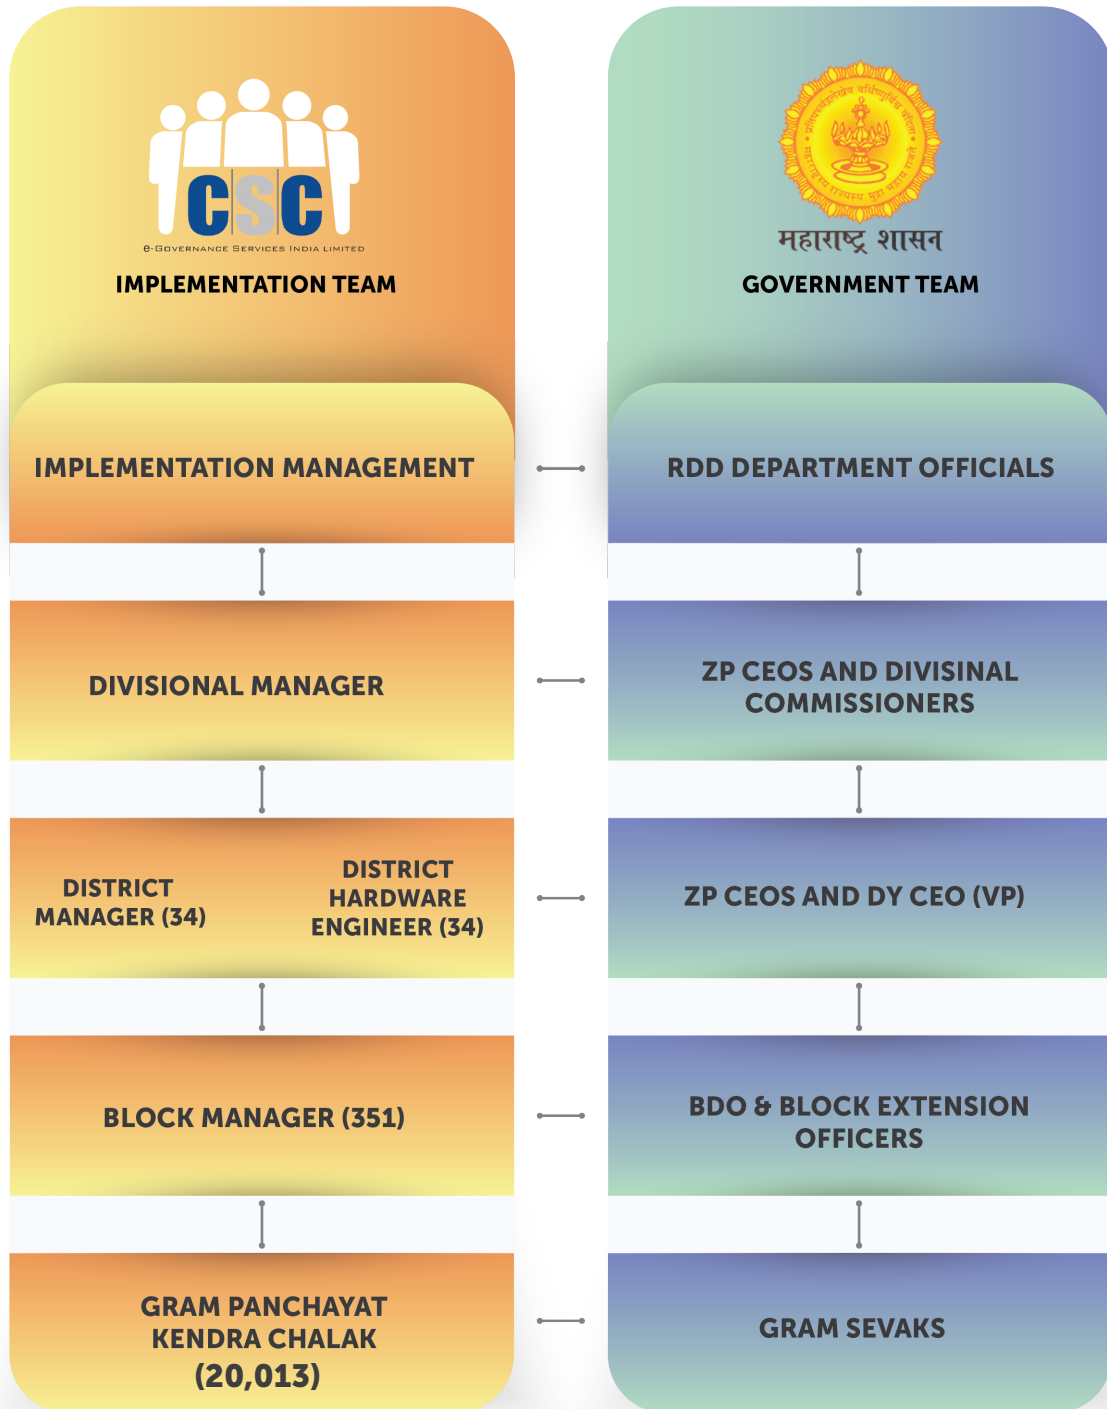 CSC
e-Governance Services India Limited
IMPLEMENTATION TEAM
महाराष्ट्र शासन
GOVERNMENT TEAM
IMPLEMENTATION MANAGEMENT
RDD DEPARTMENT OFFICIALS
DIVISIONAL MANAGER
ZP CEOS AND DIVISINAL
COMMISSIONERS
DISTRICT
MANAGER (34)
DISTRICT
HARDWARE
ENGINEER (34)
ZP CEOS AND DY CEO (VP)
BLOCK MANAGER (351)
BDO & BLOCK EXTENSION
OFFICERS
GRAM PANCHAYAT
KENDRA CHALAK
(20,013)
GRAM SEVAKS